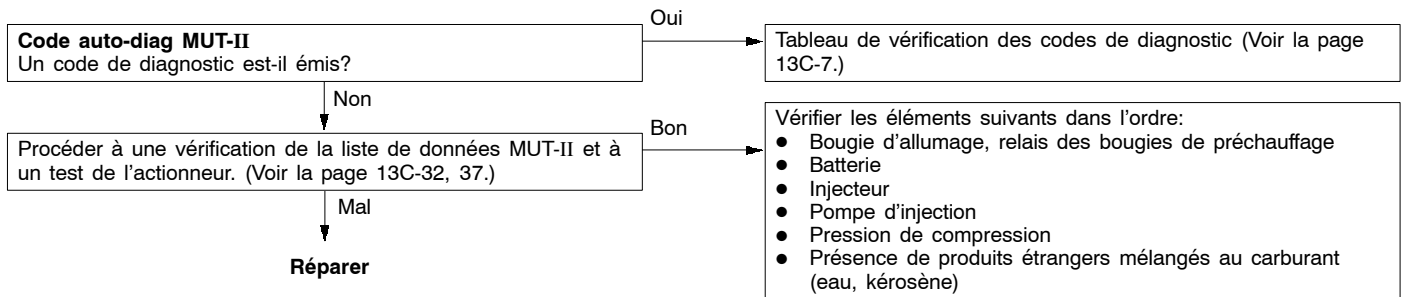 Code auto-diag MUT-II
Un code de diagnostic est-il émis?
Oui
Tableau de vérification des codes de diagnostic (Voir la page
13C-7.)
Non
Procéder à une vérification de la liste de données MUT-II et à
un test de l'actionneur. (Voir la page 13C-32, 37.)
Bon
Vérifier les éléments suivants dans l'ordre:
● Bougie d'allumage, relais des bougies de préchauffage
● Batterie
● Injecteur
● Pompe d'injection
● Pression de compression
● Présence de produits étrangers mélangés au carburant
(eau, kérosène)
Mal
Réparer